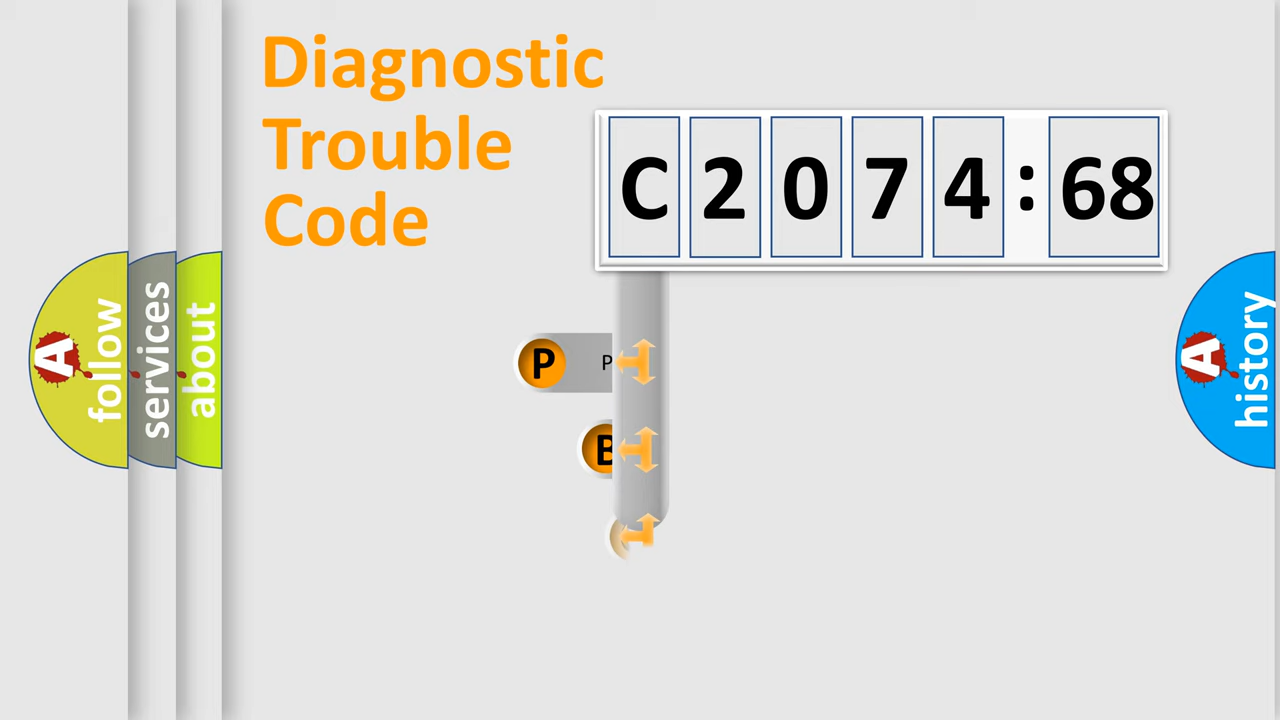 Diagnostic
Trouble
Code
C2074:68
P
P
B
A
follow
services
about
A
history